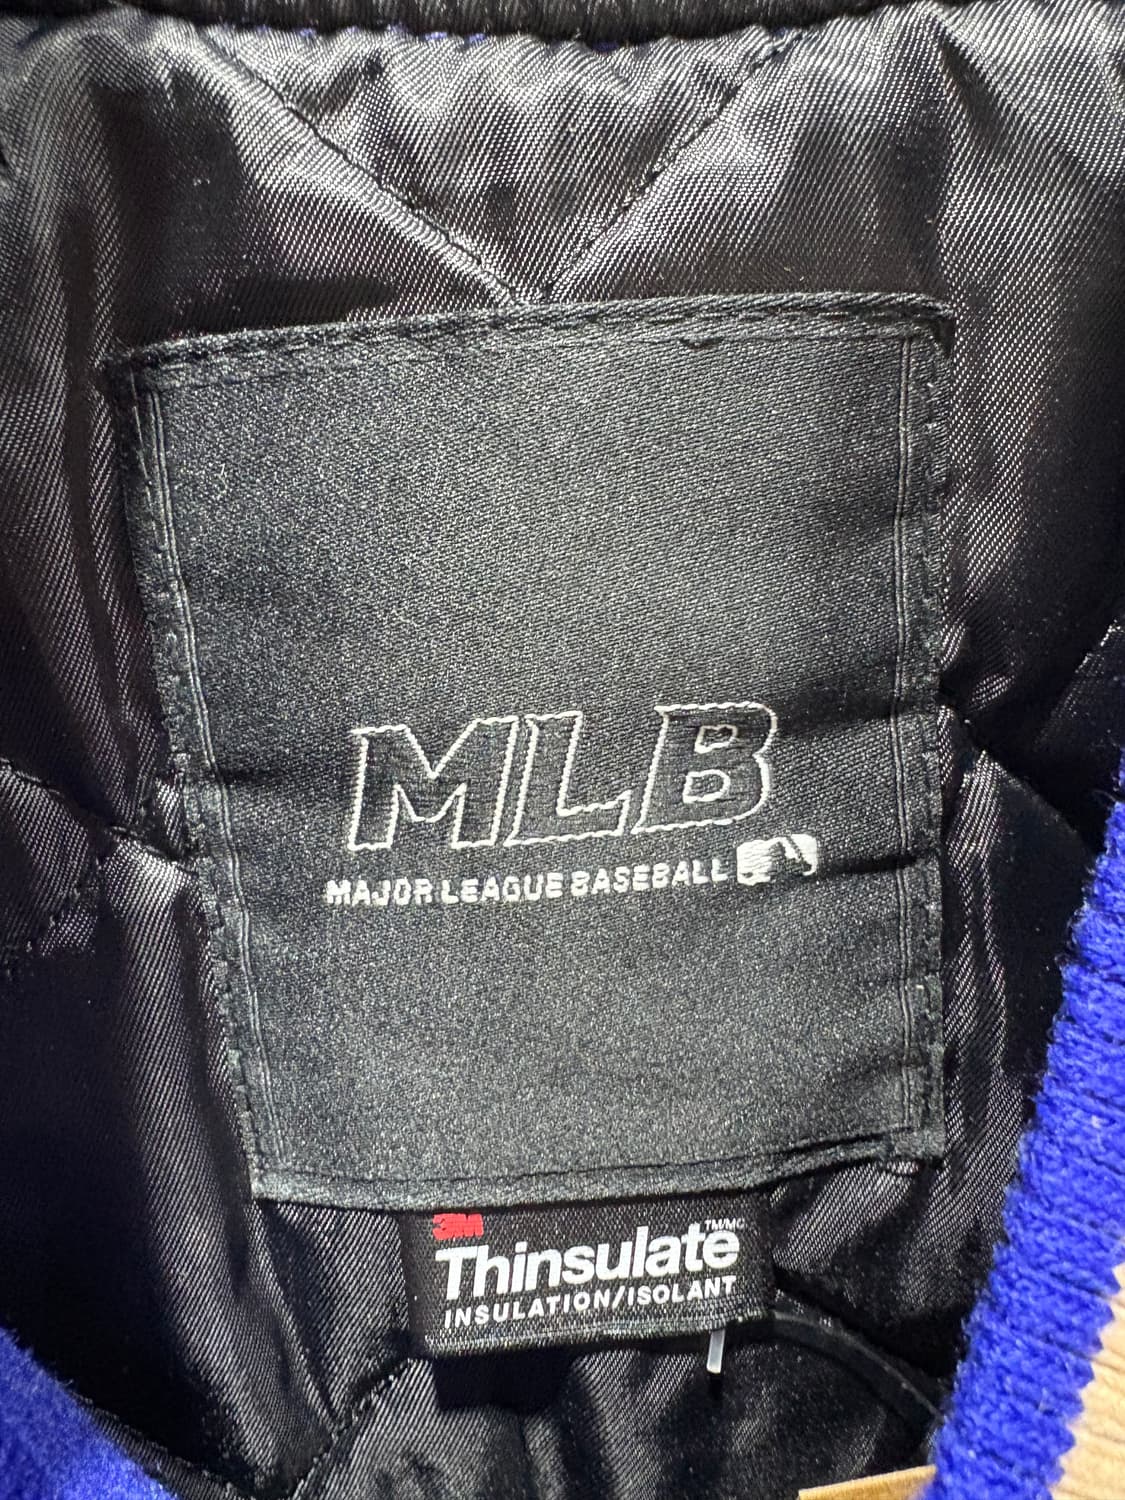 MLB
MAJOR LEAGUE BASEBALL
3M
Thinsulate TM/MC
INSULATION/ISOLANT